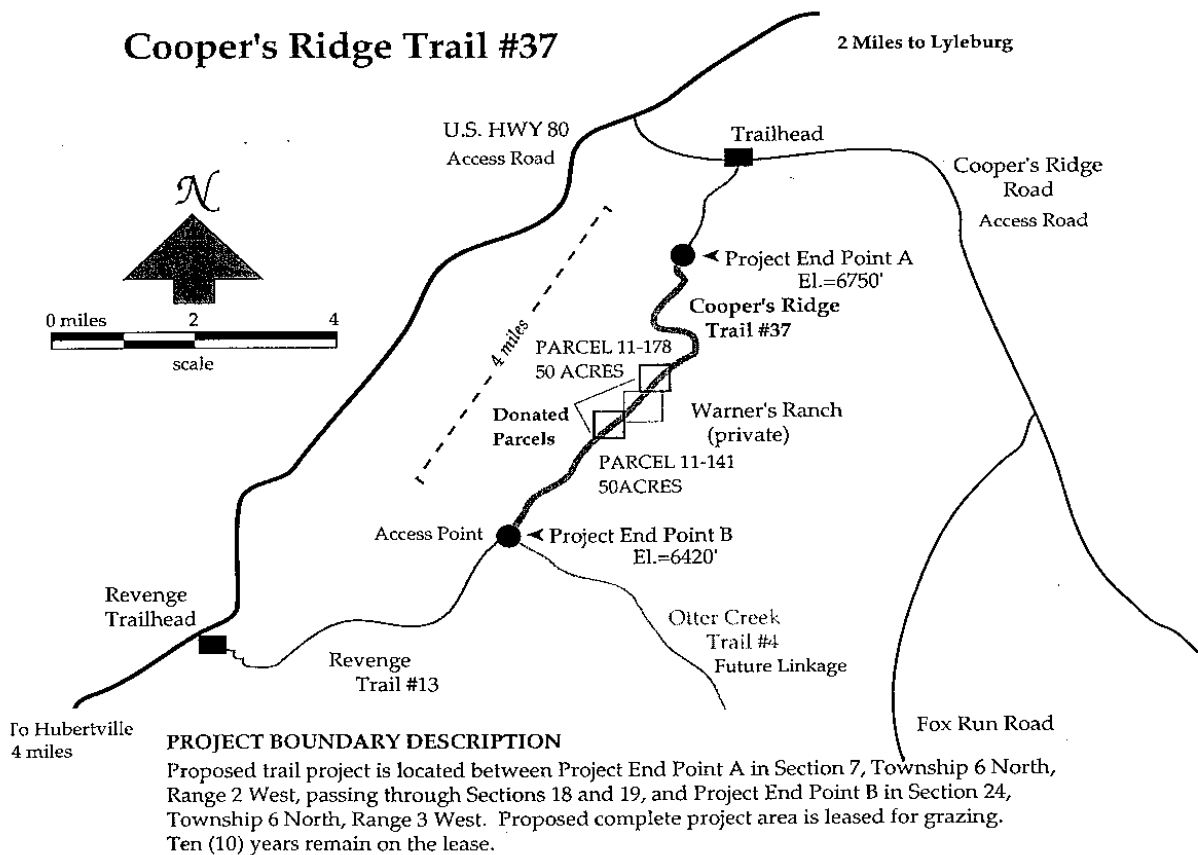 Cooper's Ridge Trail #37
2 Miles to Lyleburg
U.S. HWY 80
Access Road
Trailhead
Cooper's Ridge
Road
Access Road
N
Project End Point A
El.=6750'
Cooper's Ridge
Trail #37
0 miles 2 4
scale
4 miles
PARCEL 11-178
50 ACRES
Donated
Parcels
Warner's Ranch
(private)
PARCEL 11-141
50ACRES
Access Point
Project End Point B
El.=6420'
Revenge
Trailhead
Otter Creek
Trail #4
Future Linkage
Revenge
Trail #13
Fox Run Road
To Hubertville
4 miles
PROJECT BOUNDARY DESCRIPTION
Proposed trail project is located between Project End Point A in Section 7, Township 6 North,
Range 2 West, passing through Sections 18 and 19, and Project End Point B in Section 24,
Township 6 North, Range 3 West. Proposed complete project area is leased for grazing.
Ten (10) years remain on the lease.